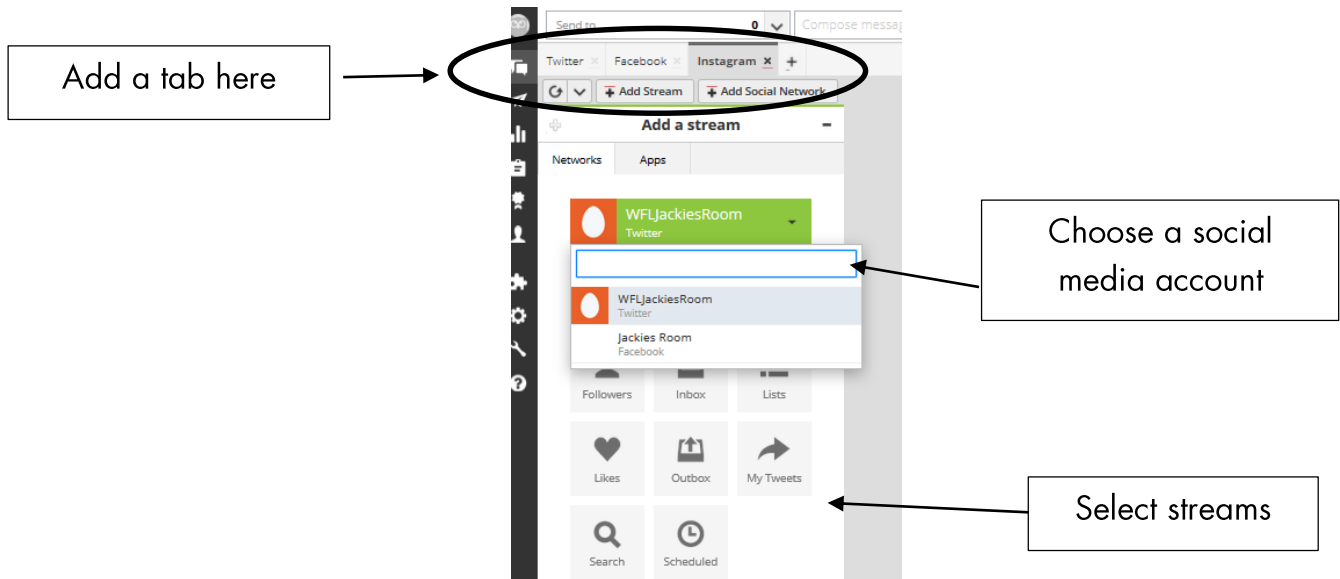 Send to... 0 Compose messag
Add a tab here
Twitter × Facebook × Instagram × +
Add Stream Add Social Network
Add a stream
Networks Apps
WFLJackiesRoom
Twitter
Choose a social
media account
WFLJackiesRoom
Twitter
Jackies Room
Facebook
Followers Inbox Lists
Likes Outbox My Tweets
Select streams
Search Scheduled